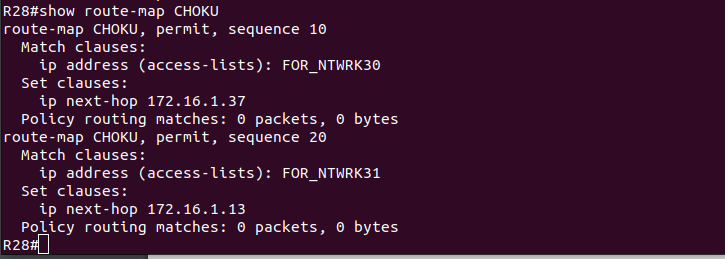 R28#show route-map CHOKU
route-map CHOKU, permit, sequence 10
  Match clauses:
    ip address (access-lists): FOR_NTWRK30
  Set clauses:
    ip next-hop 172.16.1.37
  Policy routing matches: 0 packets, 0 bytes
route-map CHOKU, permit, sequence 20
  Match clauses:
    ip address (access-lists): FOR_NTWRK31
  Set clauses:
    ip next-hop 172.16.1.13
  Policy routing matches: 0 packets, 0 bytes
R28#